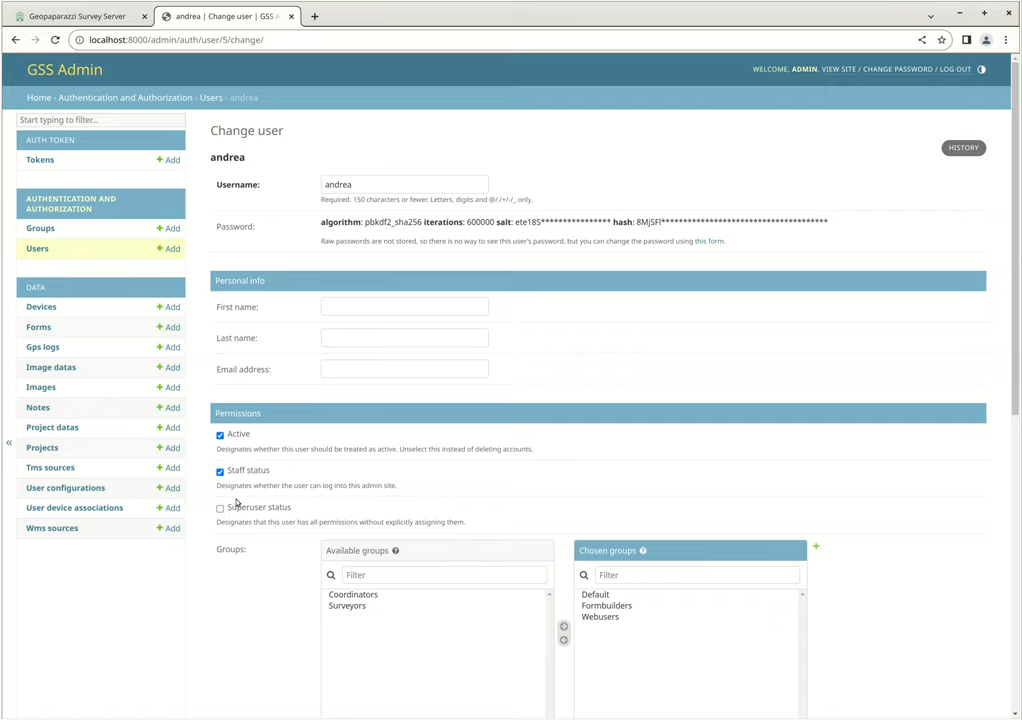 Geopaparazzi Survey Server
andrea | Change user | GSS A
localhost:8000/admin/auth/user/5/change/
GSS Admin
WELCOME, ADMIN. VIEW SITE / CHANGE PASSWORD / LOG OUT
Home › Authentication and Authorization › Users › andrea
Start typing to filter...
AUTH TOKEN
Tokens + Add
AUTHENTICATION AND
AUTHORIZATION
Groups + Add
Users + Add
DATA
Devices + Add
Forms + Add
Gps logs + Add
Image datas + Add
Images + Add
Notes + Add
Project datas + Add
Projects + Add
Tms sources + Add
User configurations + Add
User device associations + Add
Wms sources + Add
«
Change user
andrea
HISTORY
Username: andrea
Required. 150 characters or fewer. Letters, digits and @/./+/-/_ only.
Password: algorithm: pbkdf2_sha256 iterations: 600000 salt: ete18S**************** hash: 8MjSFl**************************************
Raw passwords are not stored, so there is no way to see this user's password, but you can change the password using this form.
Personal info
First name:
Last name:
Email address:
Permissions
Active
Designates whether this user should be treated as active. Unselect this instead of deleting accounts.
Staff status
Designates whether the user can log into this admin site.
Superuser status
Designates that this user has all permissions without explicitly assigning them.
Groups:
Available groups ?
Filter
Coordinators
Surveyors
Chosen groups ?
Filter
Default
Formbuilders
Webusers